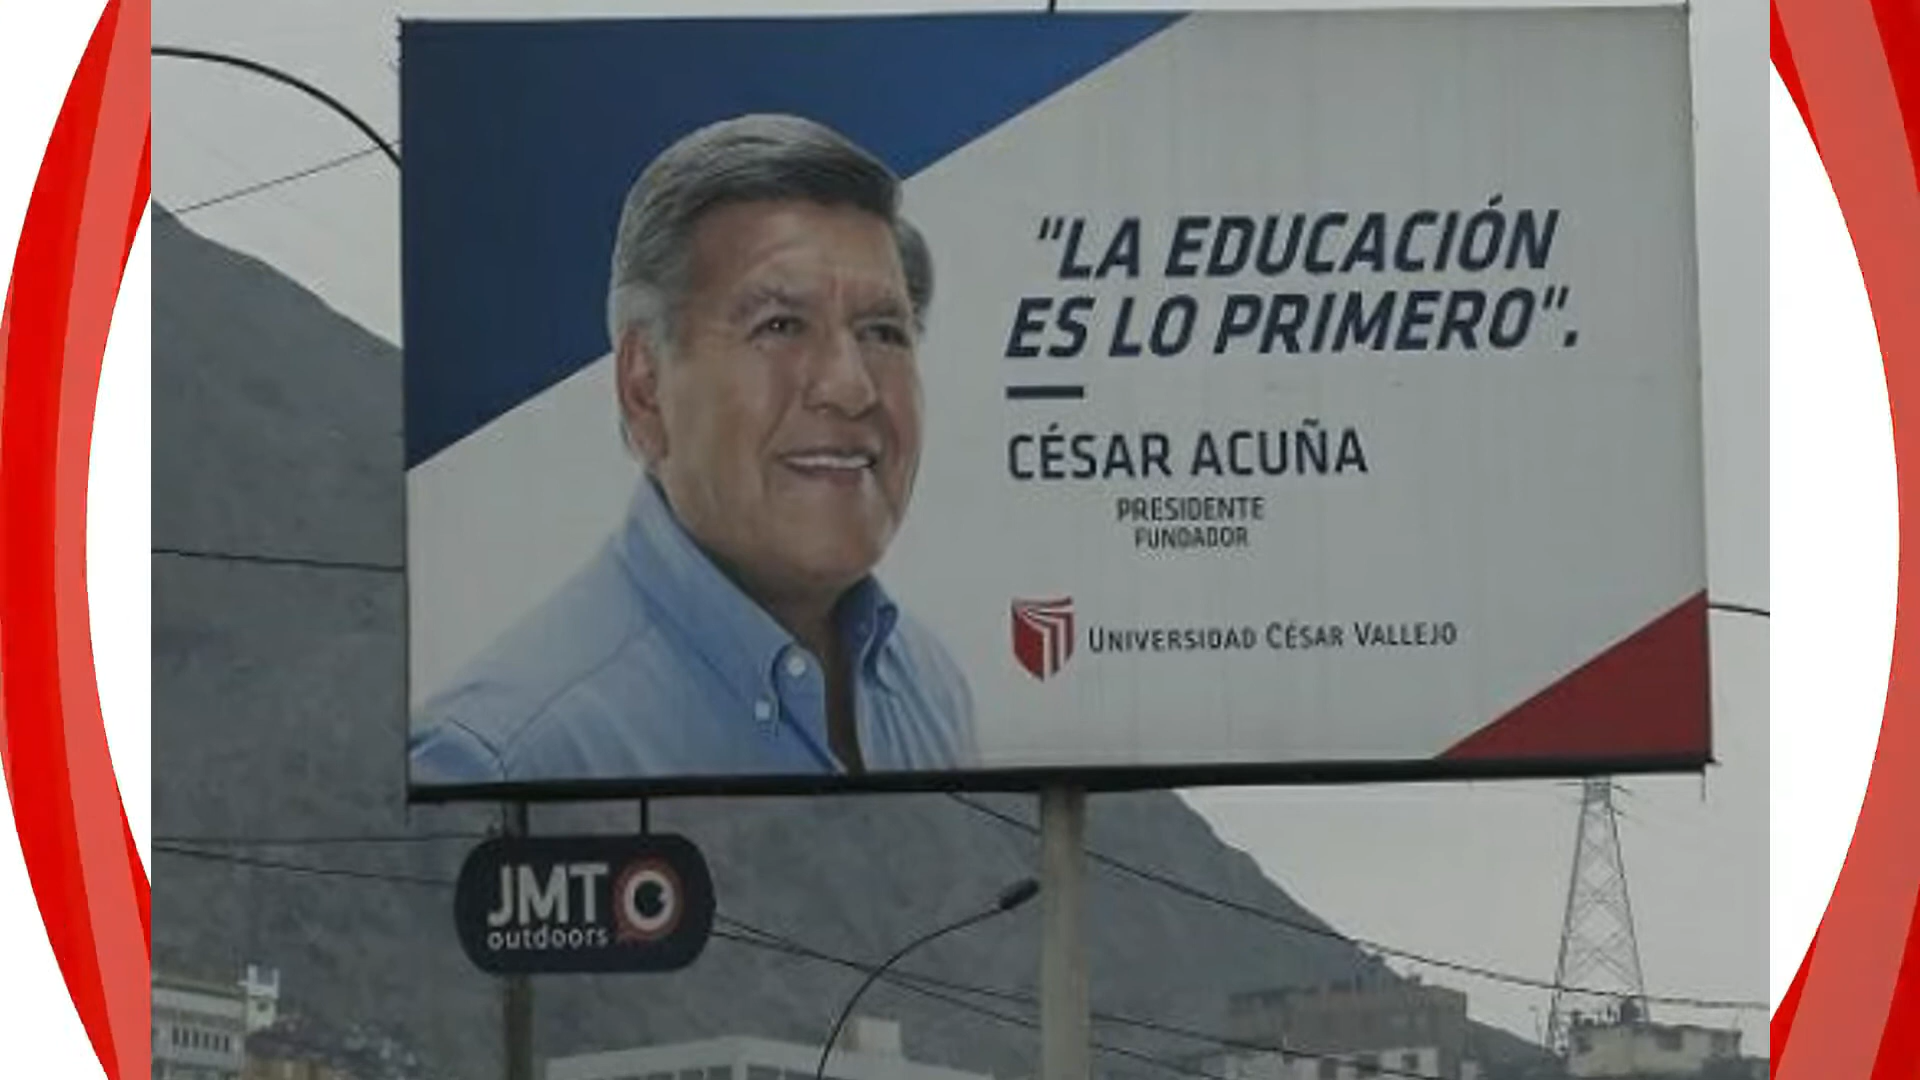 "LA EDUCACIÓN
ES LO PRIMERO".
CÉSAR ACUÑA
PRESIDENTE
FUNDADOR
UNIVERSIDAD CÉSAR VALLEJO
JMT
outdoors